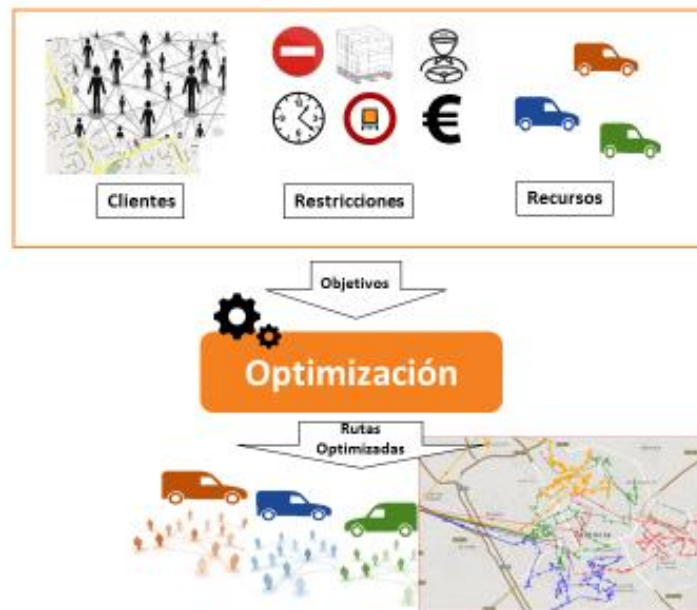 Clientes
Restricciones
Recursos
Objetivos
Optimización
Rutas
Optimizadas